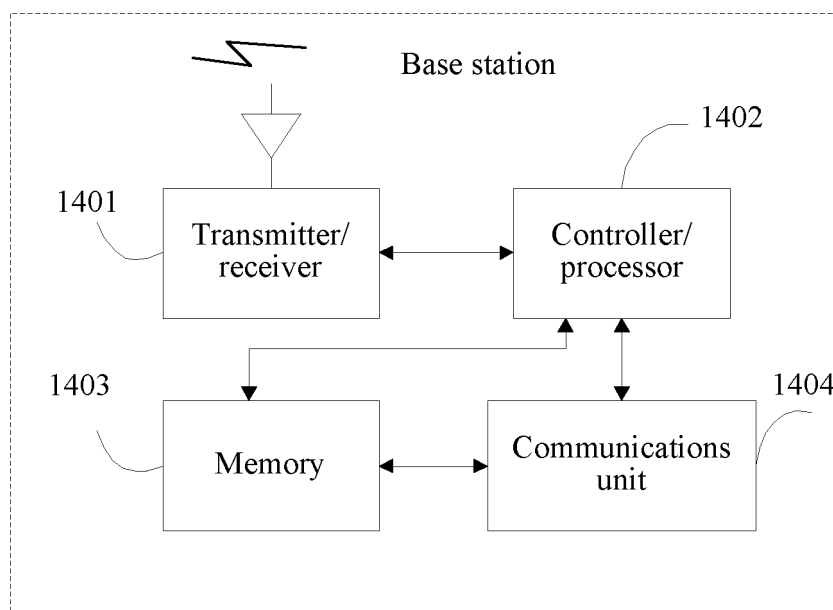 Base station
1402
1401
Transmitter/
receiver
Controller/
processor
1403
1404
Memory
Communications
unit